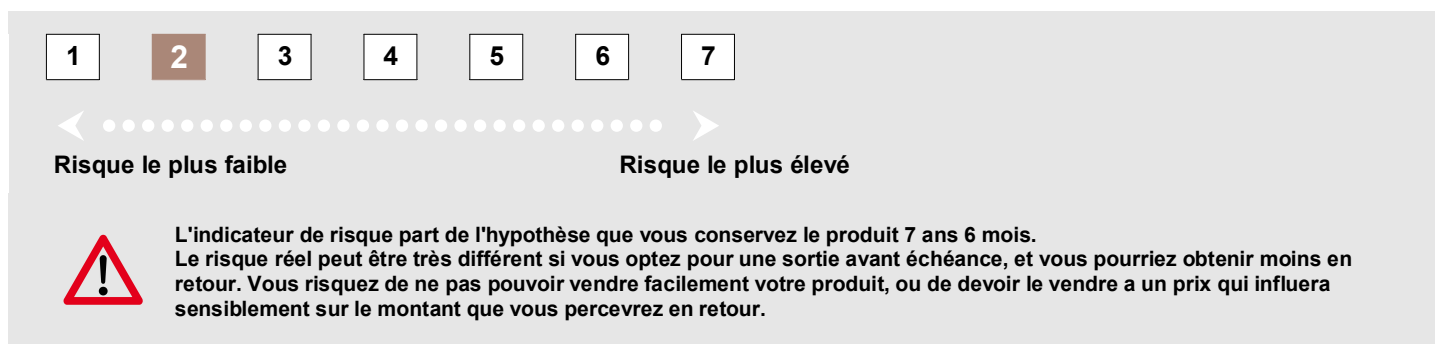 1 2 3 4 5 6 7
Risque le plus faible Risque le plus élevé
L'indicateur de risque part de l'hypothèse que vous conservez le produit 7 ans 6 mois.
Le risque réel peut être très différent si vous optez pour une sortie avant échéance, et vous pourriez obtenir moins en
retour. Vous risquez de ne pas pouvoir vendre facilement votre produit, ou de devoir le vendre a un prix qui influera
sensiblement sur le montant que vous percevrez en retour.